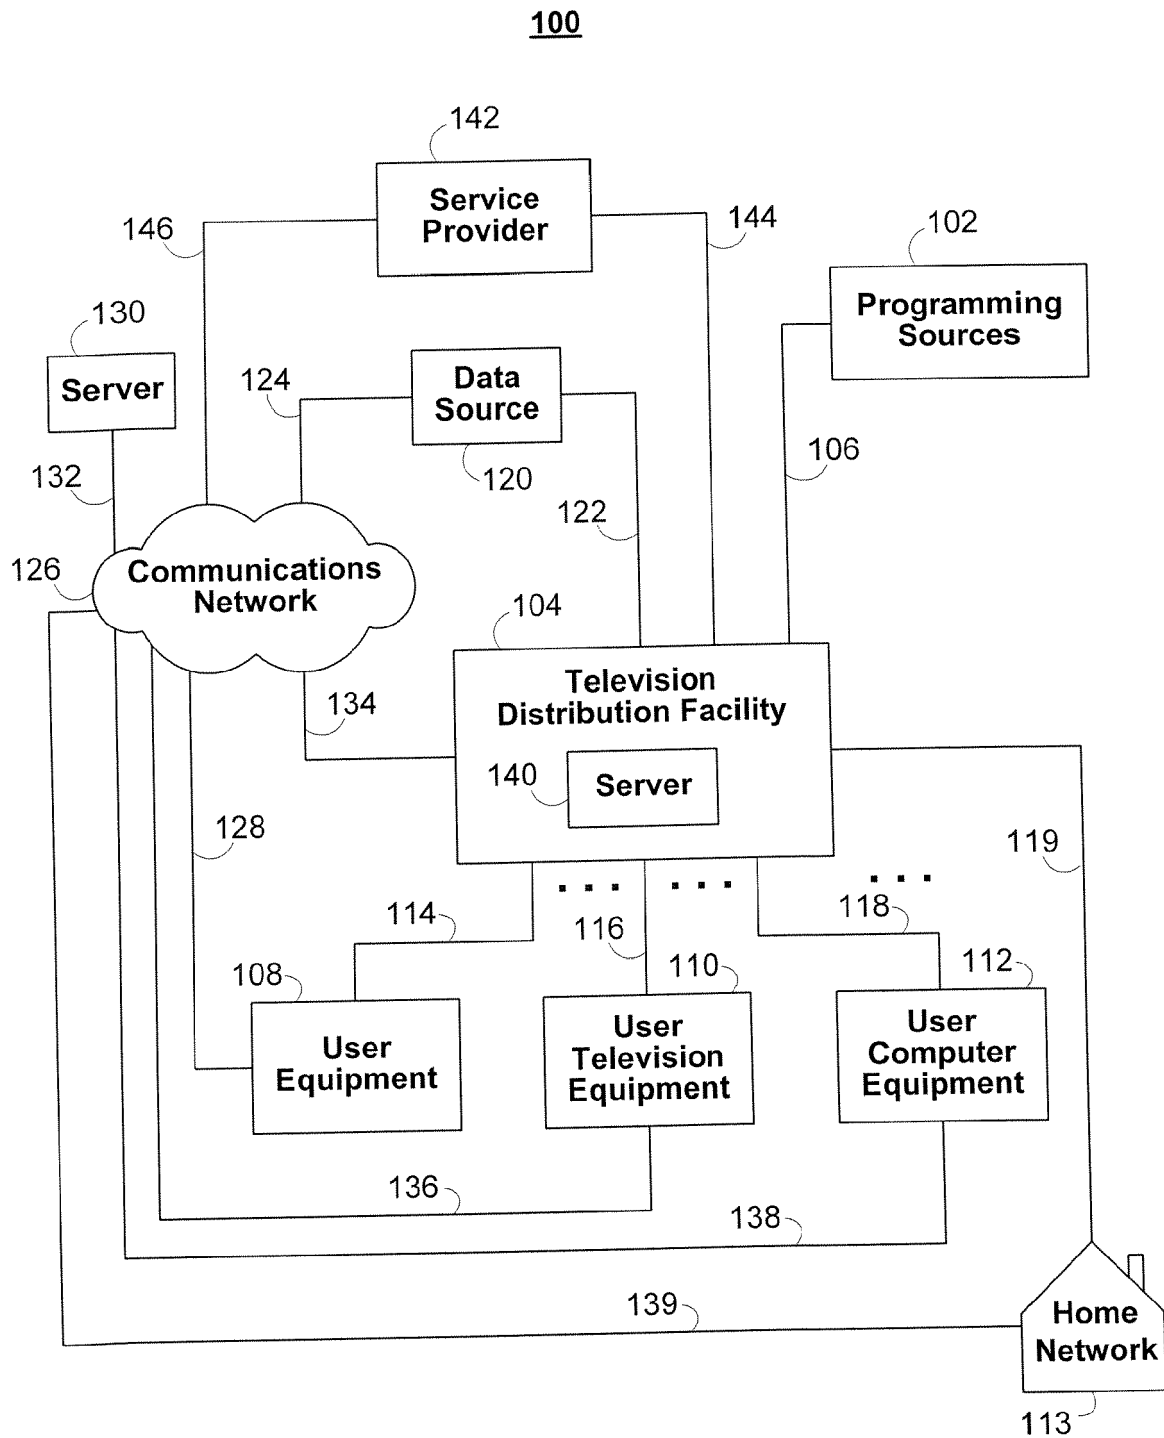 100
142
Service
Provider
146
144
102
Programming
Sources
130
Server
124
Data
Source
120
132
106
122
126
Communications
Network
104
Television
Distribution Facility
134
140
Server
128
119
114
116
118
108
110
112
User
Equipment
User
Television
Equipment
User
Computer
Equipment
136
138
139
Home
Network
113